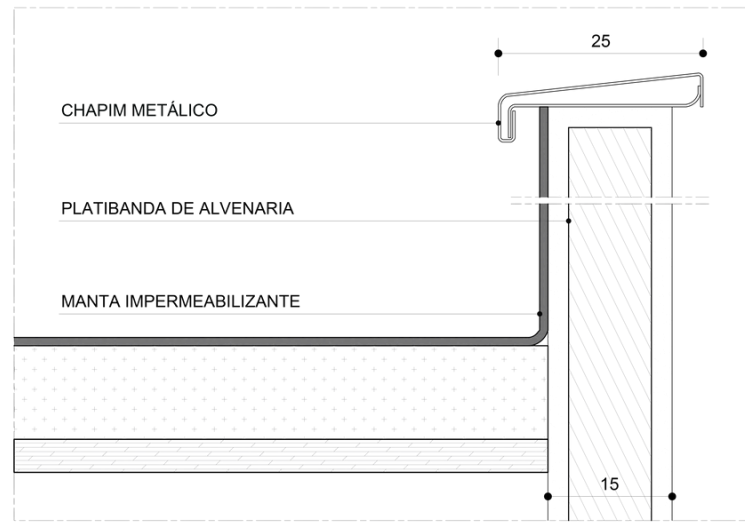 25
CHAPIM METÁLICO
PLATIBANDA DE ALVENARIA
MANTA IMPERMEABILIZANTE
15